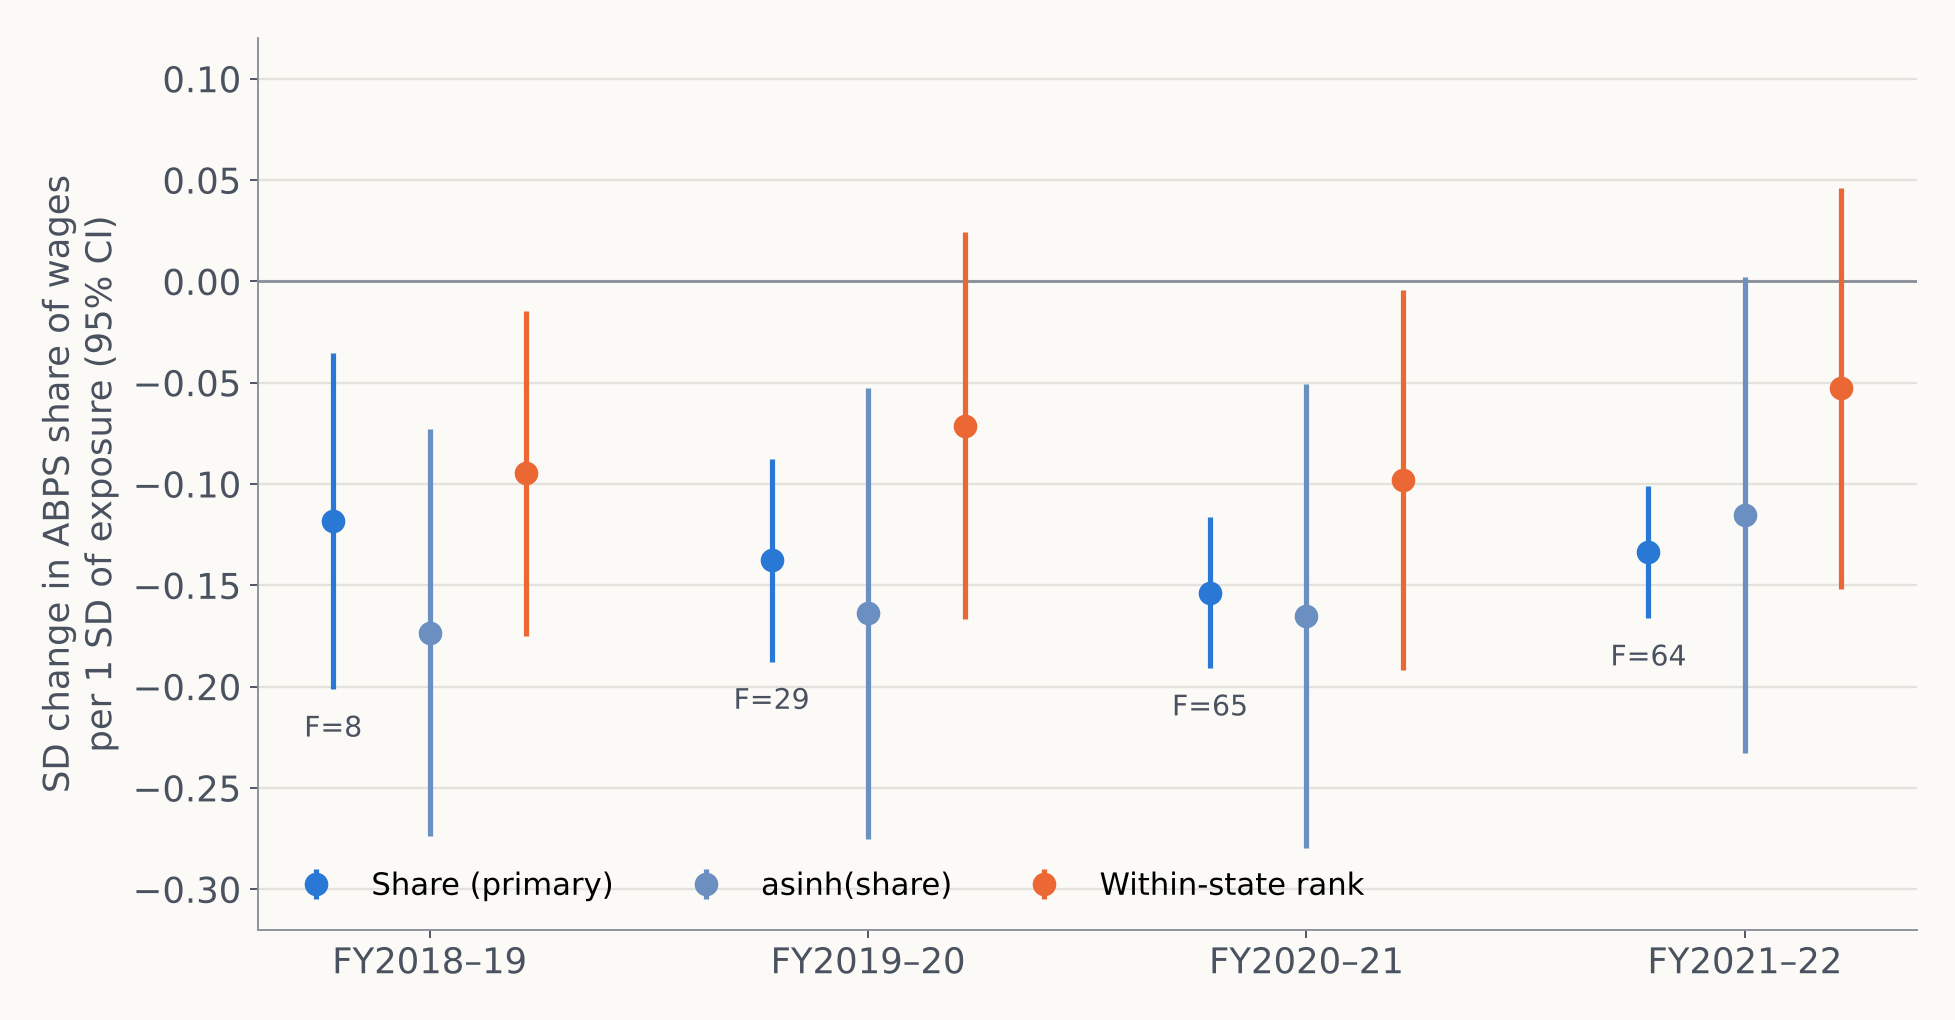 SD change in ABPS share of wages
per 1 SD of exposure (95% CI)
0.10
0.05
0.00
−0.05
−0.10
−0.15
−0.20
−0.25
−0.30
F=8
F=29
F=65
F=64
Share (primary)
asinh(share)
Within-state rank
FY2018–19
FY2019–20
FY2020–21
FY2021–22